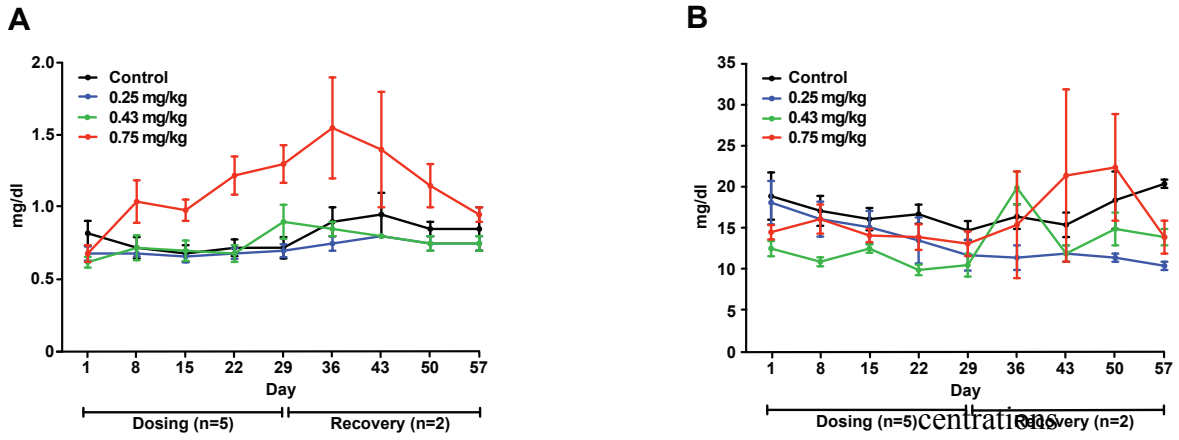 A
2.0
1.5
1.0
0.5
0
mg/dl
Control
0.25 mg/kg
0.43 mg/kg
0.75 mg/kg
1 8 15 22 29 36 43 50 57
Day
Dosing (n=5) Recovery (n=2)
B
35
30
25
20
15
10
5
0
mg/dl
Control
0.25 mg/kg
0.43 mg/kg
0.75 mg/kg
1 8 15 22 29 36 43 50 57
Day
Dosing (n=5) centrations Recovery (n=2)